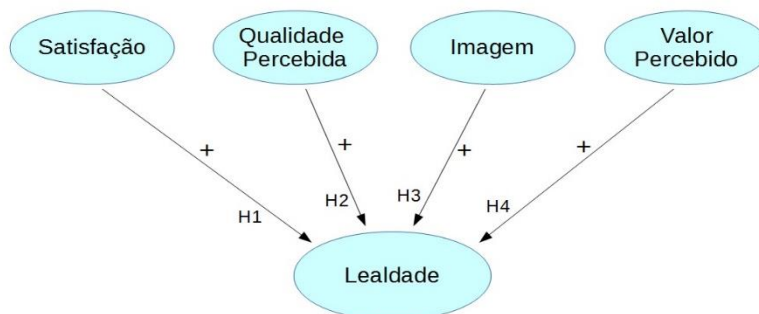 Satisfação
Qualidade
Percebida
Imagem
Valor
Percebido
+
+
+
+
H1
H2
H3
H4
Lealdade